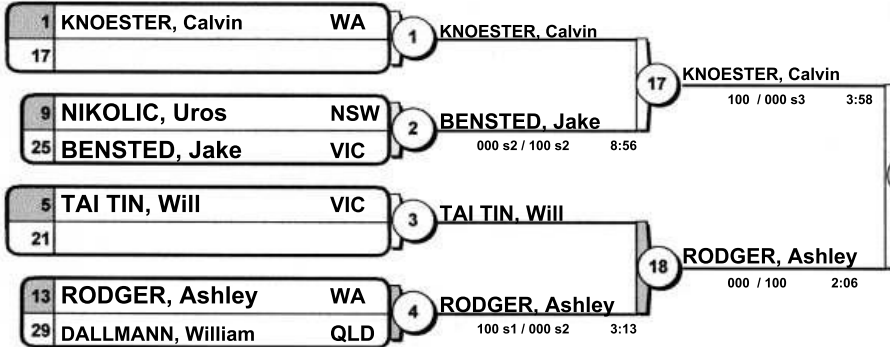 1 KNOESTER, Calvin WA
17
1
KNOESTER, Calvin
9 NIKOLIC, Uros NSW
25 BENSTED, Jake VIC
2
BENSTED, Jake
000 s2 / 100 s2 8:56
17
KNOESTER, Calvin
100 / 000 s3 3:58
5 TAI TIN, Will VIC
21
3
TAI TIN, Will
13 RODGER, Ashley WA
29 DALLMANN, William QLD
4
RODGER, Ashley
100 s1 / 000 s2 3:13
18
RODGER, Ashley
000 / 100 2:06